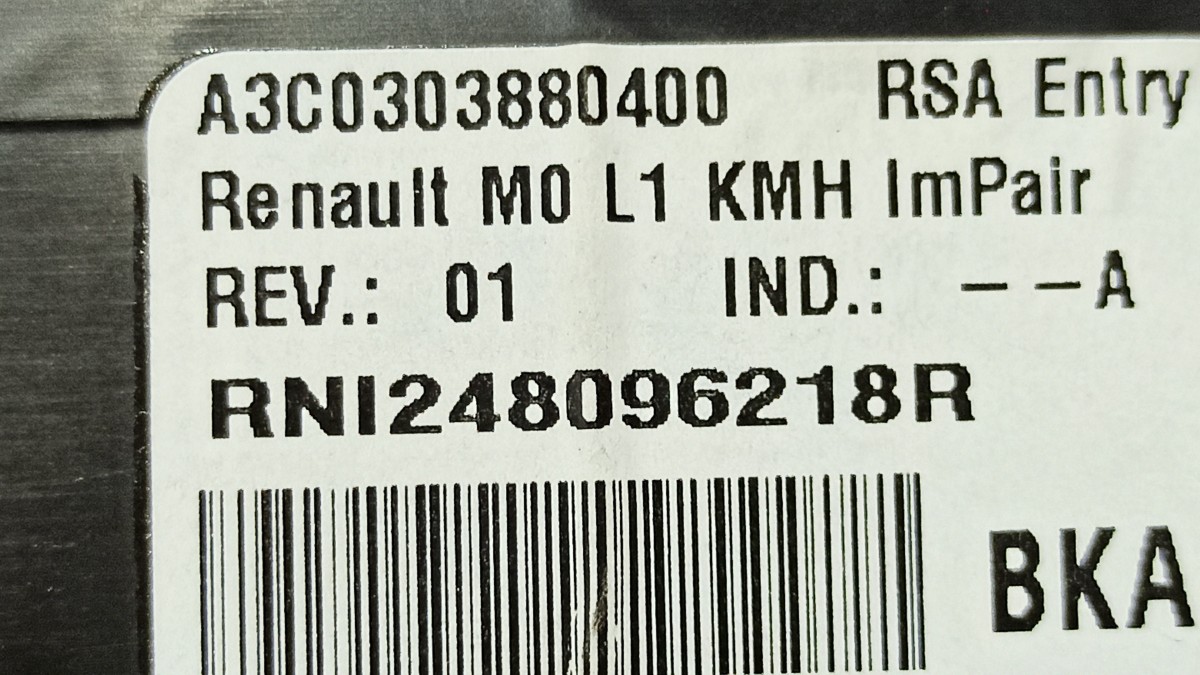 A3C0303880400 RSA Entry
Renault M0 L1 KMH ImPair
REV.: 01 IND.: --A
RNI248096218R
BKA